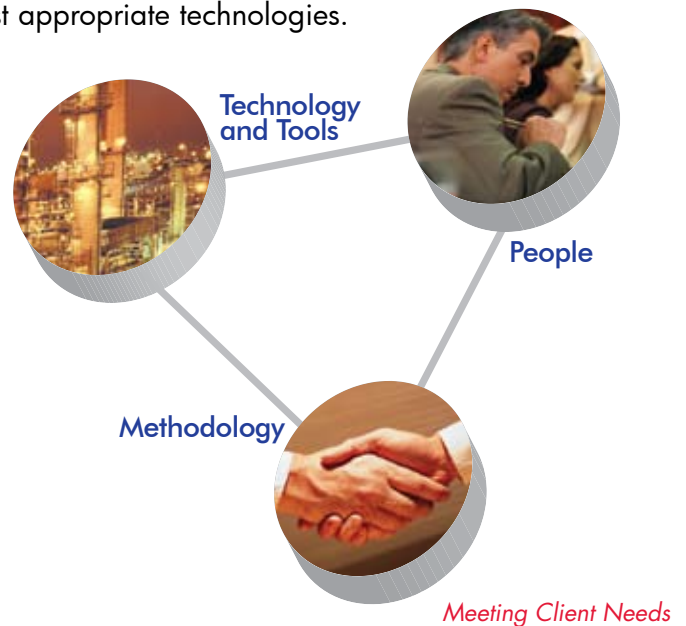 appropriate technologies.
Technology
and Tools
People
Methodology
Meeting Client Needs